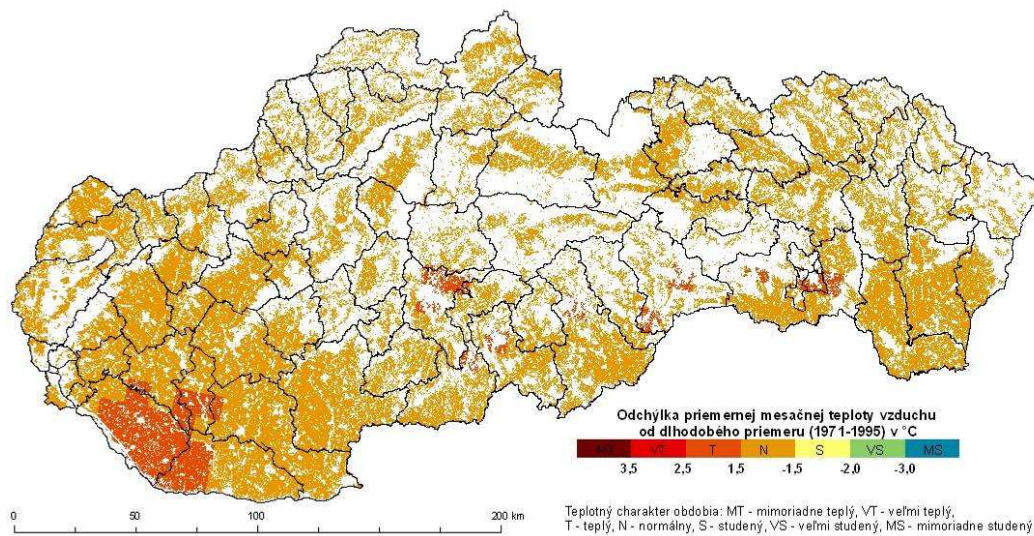 Odchýlka priemernej mesačnej teploty vzduchu
od dlhodobého priemeru (1971-1995) v °C
MT VT T N S VS MS
3,5 2,5 1,5 -1,5 -2,0 -3,0
0 50 100 200 km
Teplotný charakter obdobia: MT - mimoriadne teplý, VT - veľmi teplý,
T - teplý, N - normálny, S - studený, VS - veľmi studený, MS - mimoriadne studený